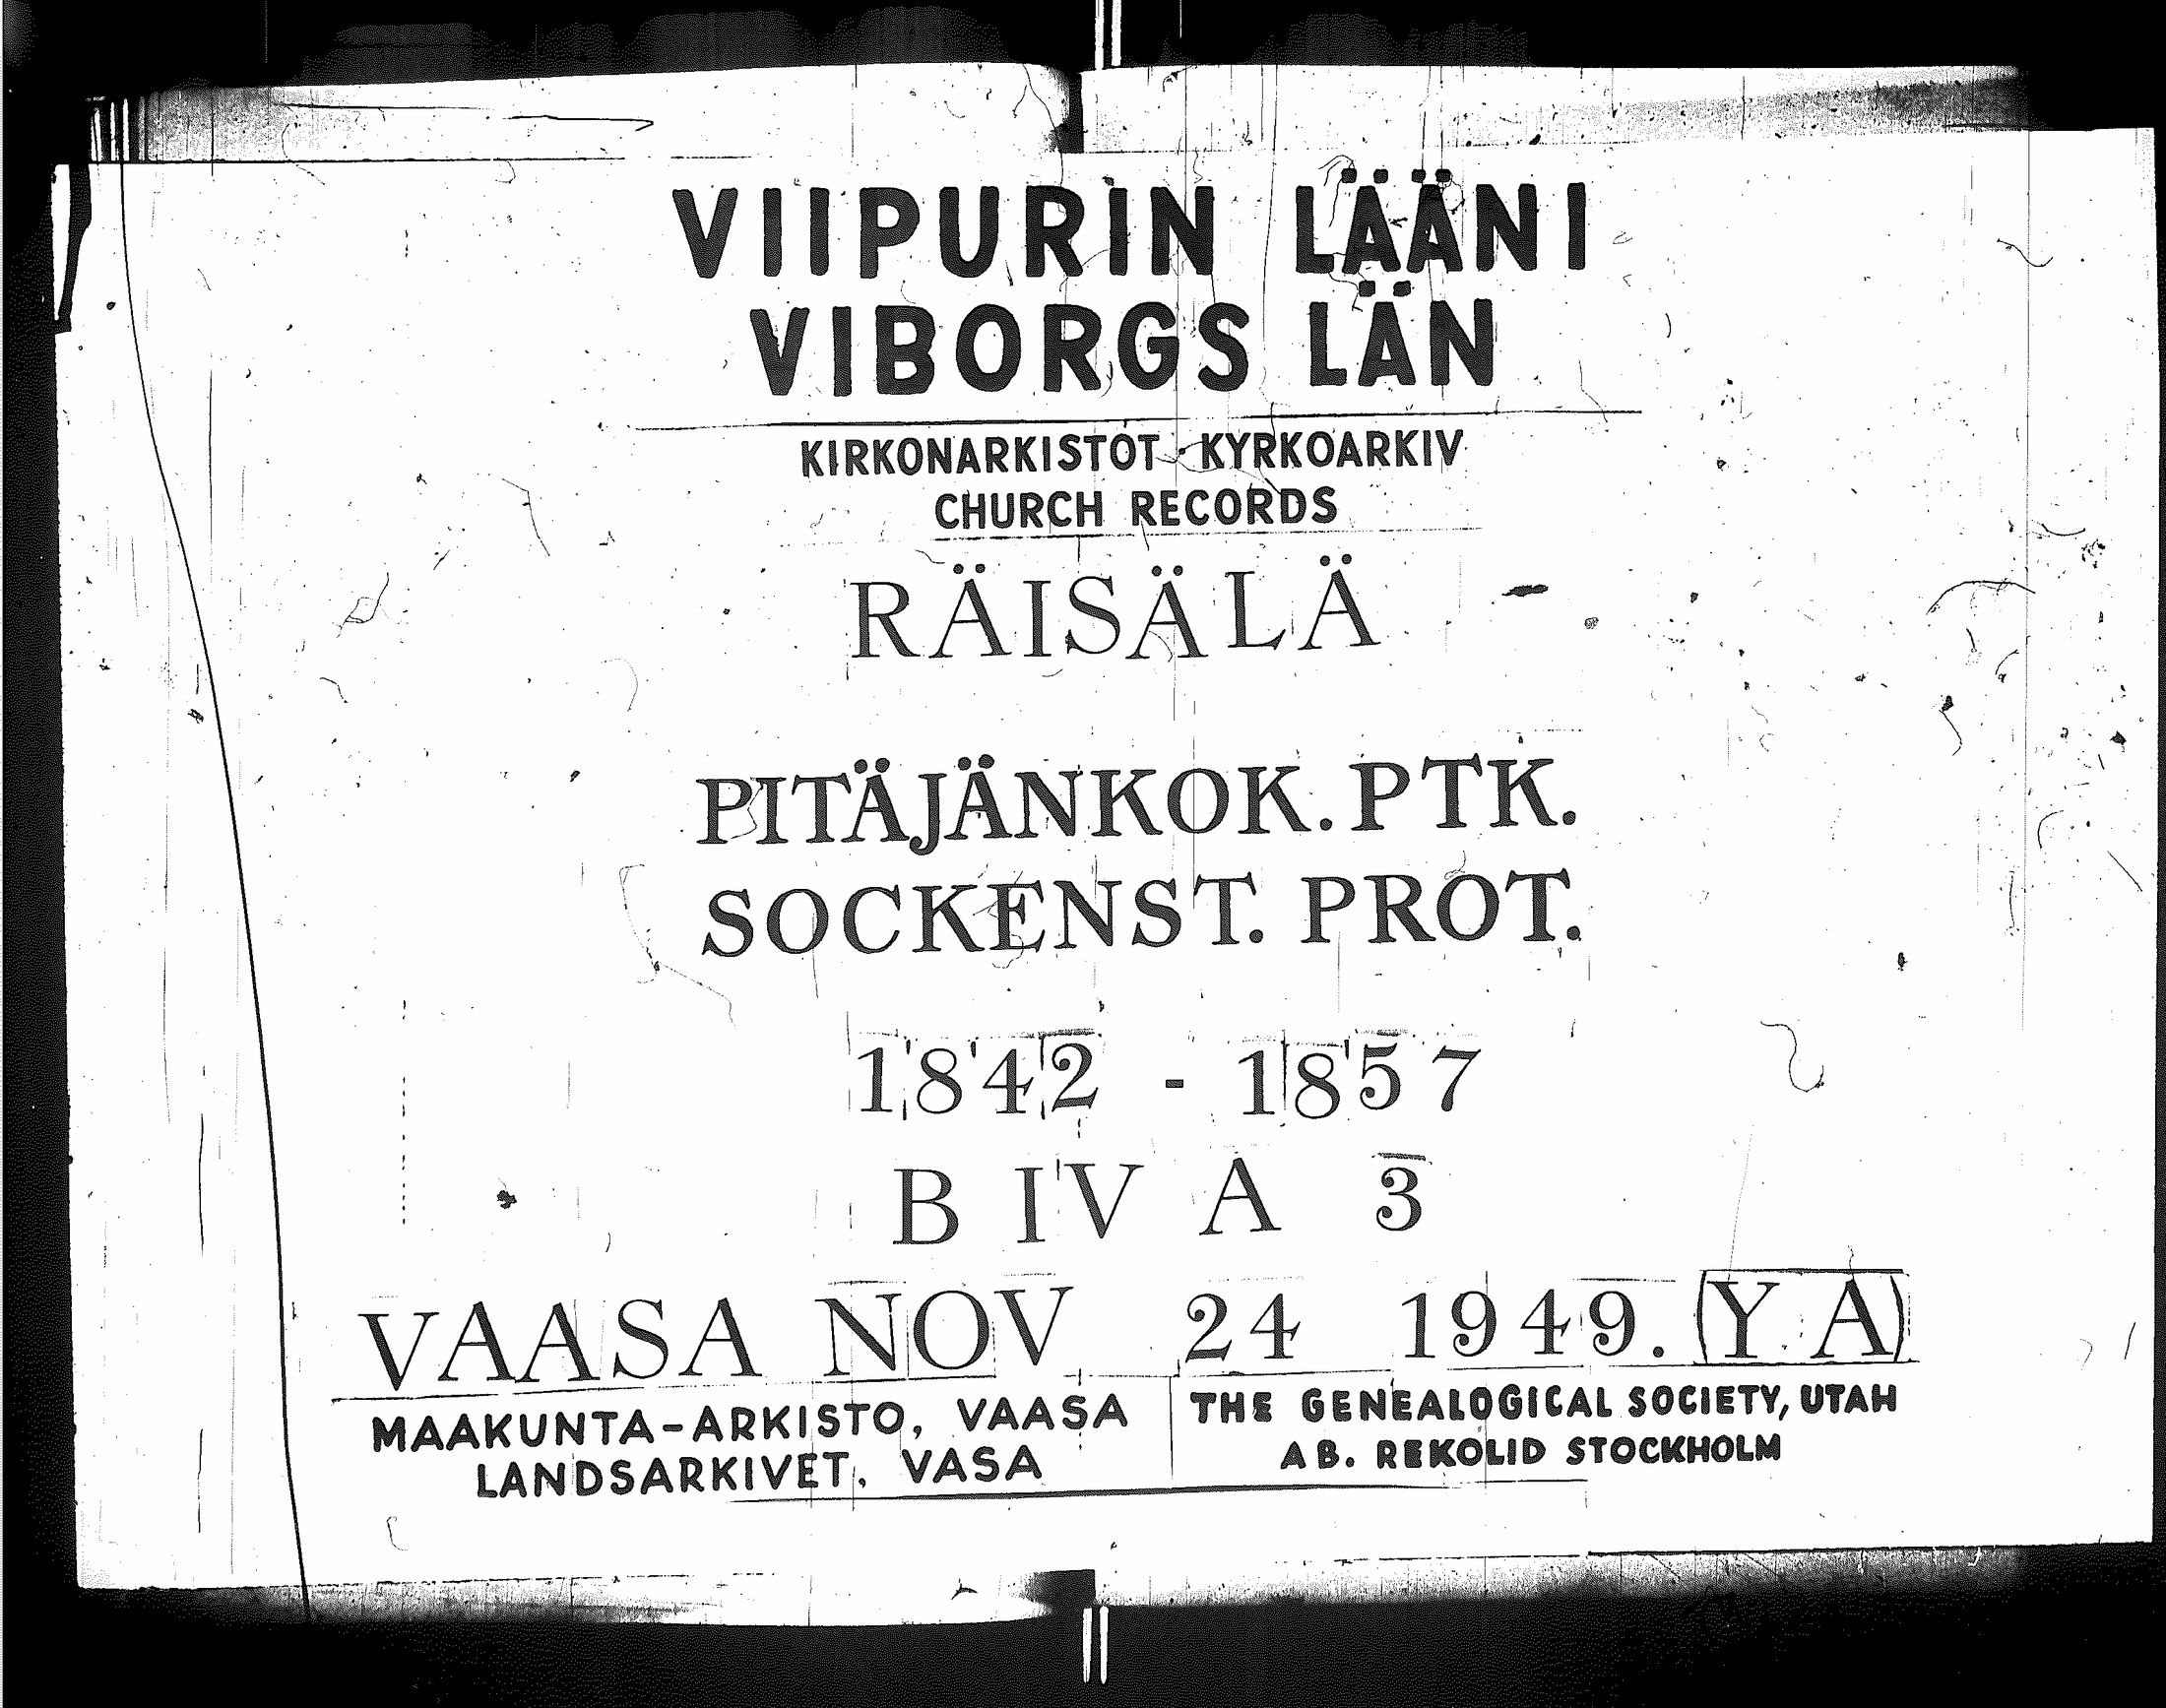 VIIPURIN LÄÄNI
VIBORGS LÄN
KIRKONARKISTOT · KYRKOARKIV
CHURCH RECORDS
RÄISÄLÄ
PITÄJÄNKOK. PTK.
SOCKENST. PROT.
1842 - 1857
B IV A 3
VAASA NOV 24 1949. (Y A)
MAAKUNTA-ARKISTO, VAASA
LANDSARKIVET, VASA
THE GENEALOGICAL SOCIETY, UTAH
AB. REKOLID STOCKHOLM